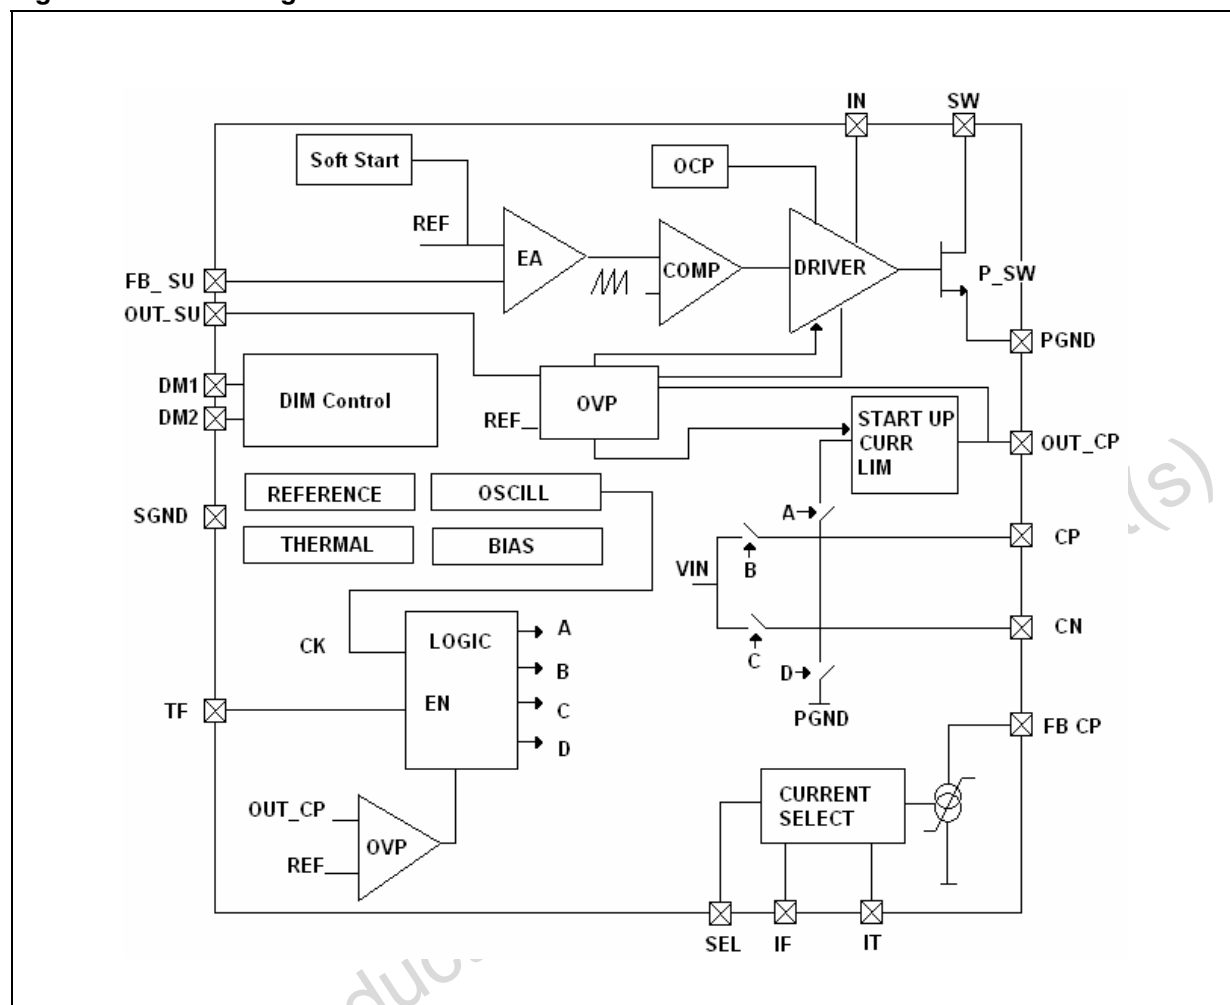 IN SW
Soft Start
OCP
REF
EA
COMP
DRIVER
P_SW
FB_ SU
OUT_SU
PGND
DM1
DIM Control
DM2
OVP
REF
START UP
CURR
LIM
OUT_CP
REFERENCE
OSCILL
SGND
THERMAL
BIAS
A
CP
VIN
B
CK
LOGIC
A
CN
B
C
D
EN
TF
C
PGND
FB CP
D
OUT_CP
CURRENT
SELECT
OVP
REF
SEL IF IT